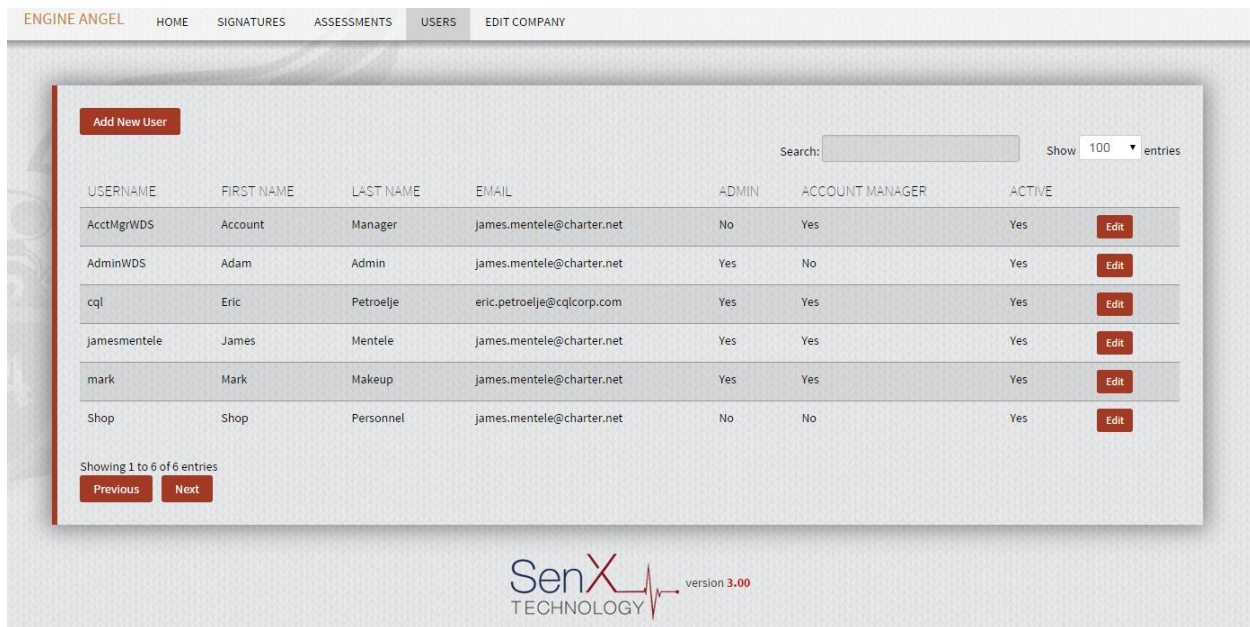 ENGINE ANGEL HOME SIGNATURES ASSESSMENTS USERS EDIT COMPANY
Add New User
Search: Show 100 entries
USERNAME FIRST NAME LAST NAME EMAIL ADMIN ACCOUNT MANAGER ACTIVE
AcctMgrWDS Account Manager james.mentele@charter.net No Yes Yes Edit
AdminWDS Adam Admin james.mentele@charter.net Yes No Yes Edit
cql Eric Petroelje eric.petroelje@cqlcorp.com Yes Yes Yes Edit
jamesmentele James Mentele james.mentele@charter.net Yes Yes Yes Edit
mark Mark Makeup james.mentele@charter.net Yes Yes Yes Edit
Shop Shop Personnel james.mentele@charter.net No No Yes Edit
Showing 1 to 6 of 6 entries
Previous Next
SenX version 3.00
TECHNOLOGY